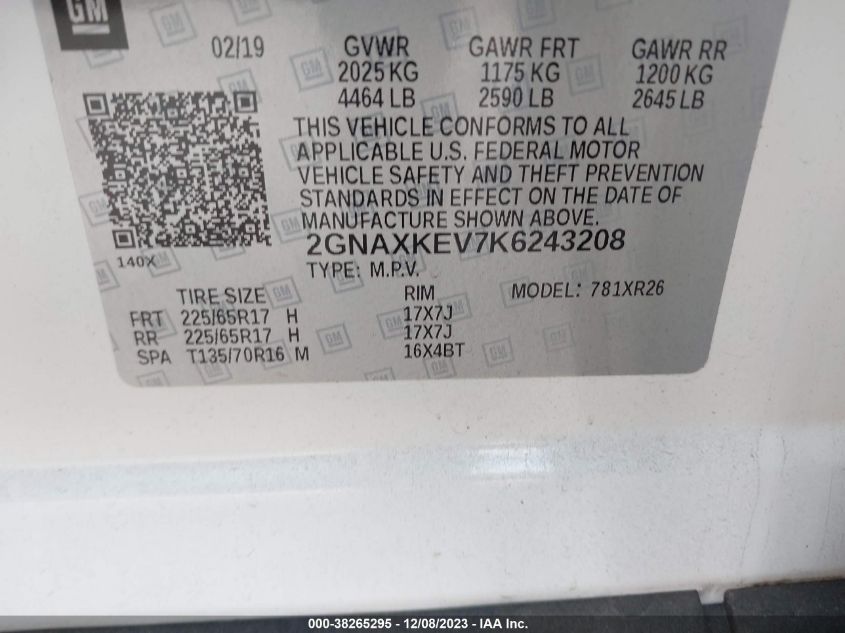 GM
02/19 GVWR GAWR FRT GAWR RR
2025 KG 1175 KG 1200 KG
4464 LB 2590 LB 2645 LB
THIS VEHICLE CONFORMS TO ALL
APPLICABLE U.S. FEDERAL MOTOR
VEHICLE SAFETY AND THEFT PREVENTION
STANDARDS IN EFFECT ON THE DATE OF
MANUFACTURE SHOWN ABOVE.
140X
2GNAXKEV7K6243208
TYPE: M.P.V.
TIRE SIZE RIM MODEL: 781XR26
FRT 225/65R17 H 17X7J
RR 225/65R17 H 17X7J
SPA T135/70R16 M 16X4BT
000-38265295 - 12/08/2023 - IAA Inc.